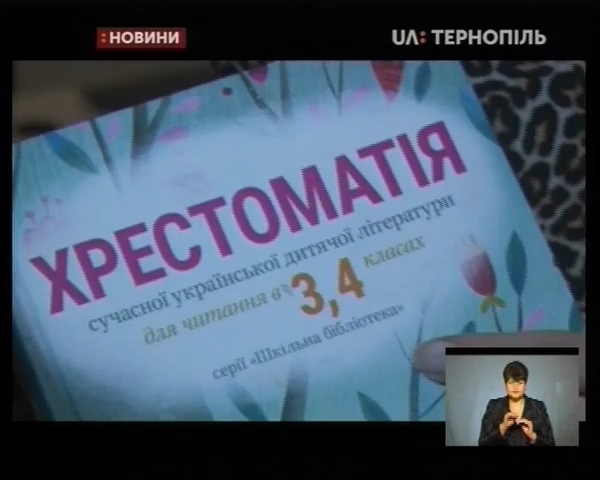 :НОВИНИ
UA: ТЕРНОПІЛЬ
ХРЕСТОМАТІЯ
сучасної української дитячої літератури
для читання в 3,4 класах
серії «Шкільна бібліотека»